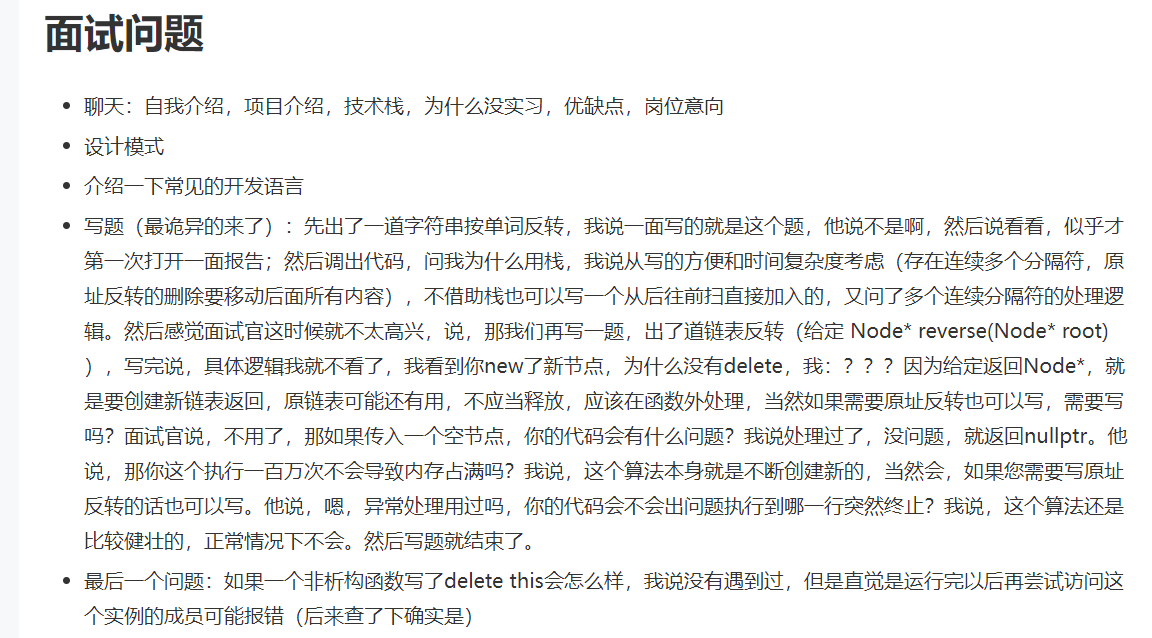 面试问题
聊天：自我介绍，项目介绍，技术栈，为什么没实习，优缺点，岗位意向
设计模式
介绍一下常见的开发语言
写题（最诡异的来了）：先出了一道字符串按单词反转，我说一面写的就是这个题，他说不是啊，然后说看看，似乎才
第一次打开一面报告；然后调出代码，问我为什么用栈，我说从写的方便和时间复杂度考虑（存在连续多个分隔符，原
址反转的删除要移动后面所有内容），不借助栈也可以写一个从后往前扫直接加入的，又问了多个连续分隔符的处理逻
辑。然后感觉面试官这时候就不太高兴，说，那我们再写一题，出了道链表反转（给定 Node* reverse(Node* root)
），写完说，具体逻辑我就不看了，我看到你new了新节点，为什么没有delete，我：？？？因为给定返回Node*，就
是要创建新链表返回，原链表可能还有用，不应当释放，应该在函数外处理，当然如果需要原址反转也可以写，需要写
吗？面试官说，不用了，那如果传入一个空节点，你的代码会有什么问题？我说处理过了，没问题，就返回nullptr。他
说，那你这个执行一百万次不会导致内存占满吗？我说，这个算法本身就是不断创建新的，当然会，如果您需要写原址
反转的话也可以写。他说，嗯，异常处理用过吗，你的代码会不会出问题执行到哪一行突然终止？我说，这个算法还是
比较健壮的，正常情况下不会。然后写题就结束了。
最后一个问题：如果一个非析构函数写了delete this会怎么样，我说没有遇到过，但是直觉是运行完以后再尝试访问这
个实例的成员可能报错（后来查了下确实是）